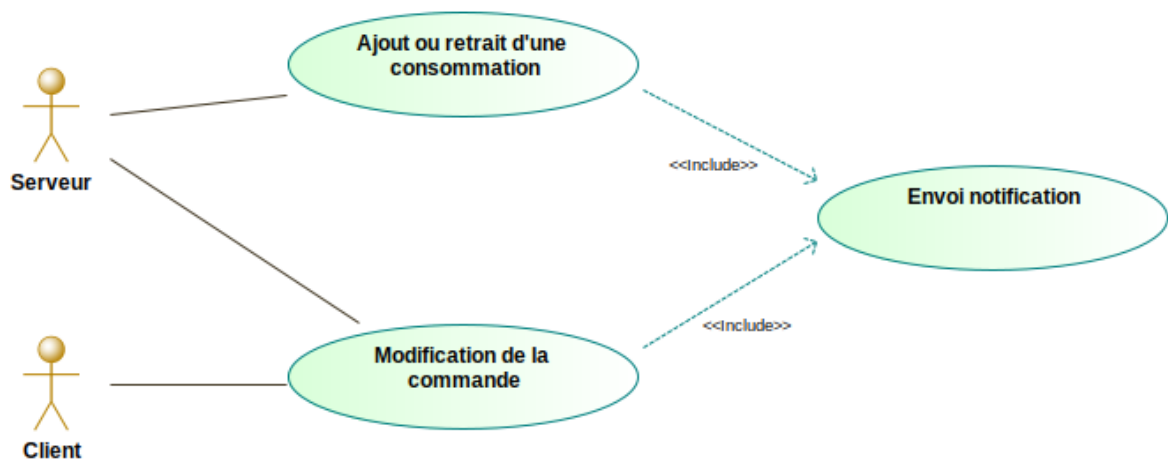 Ajout ou retrait d'une
consommation
Serveur
<<Include>>
Envoi notification
<<Include>>
Modification de la
commande
Client